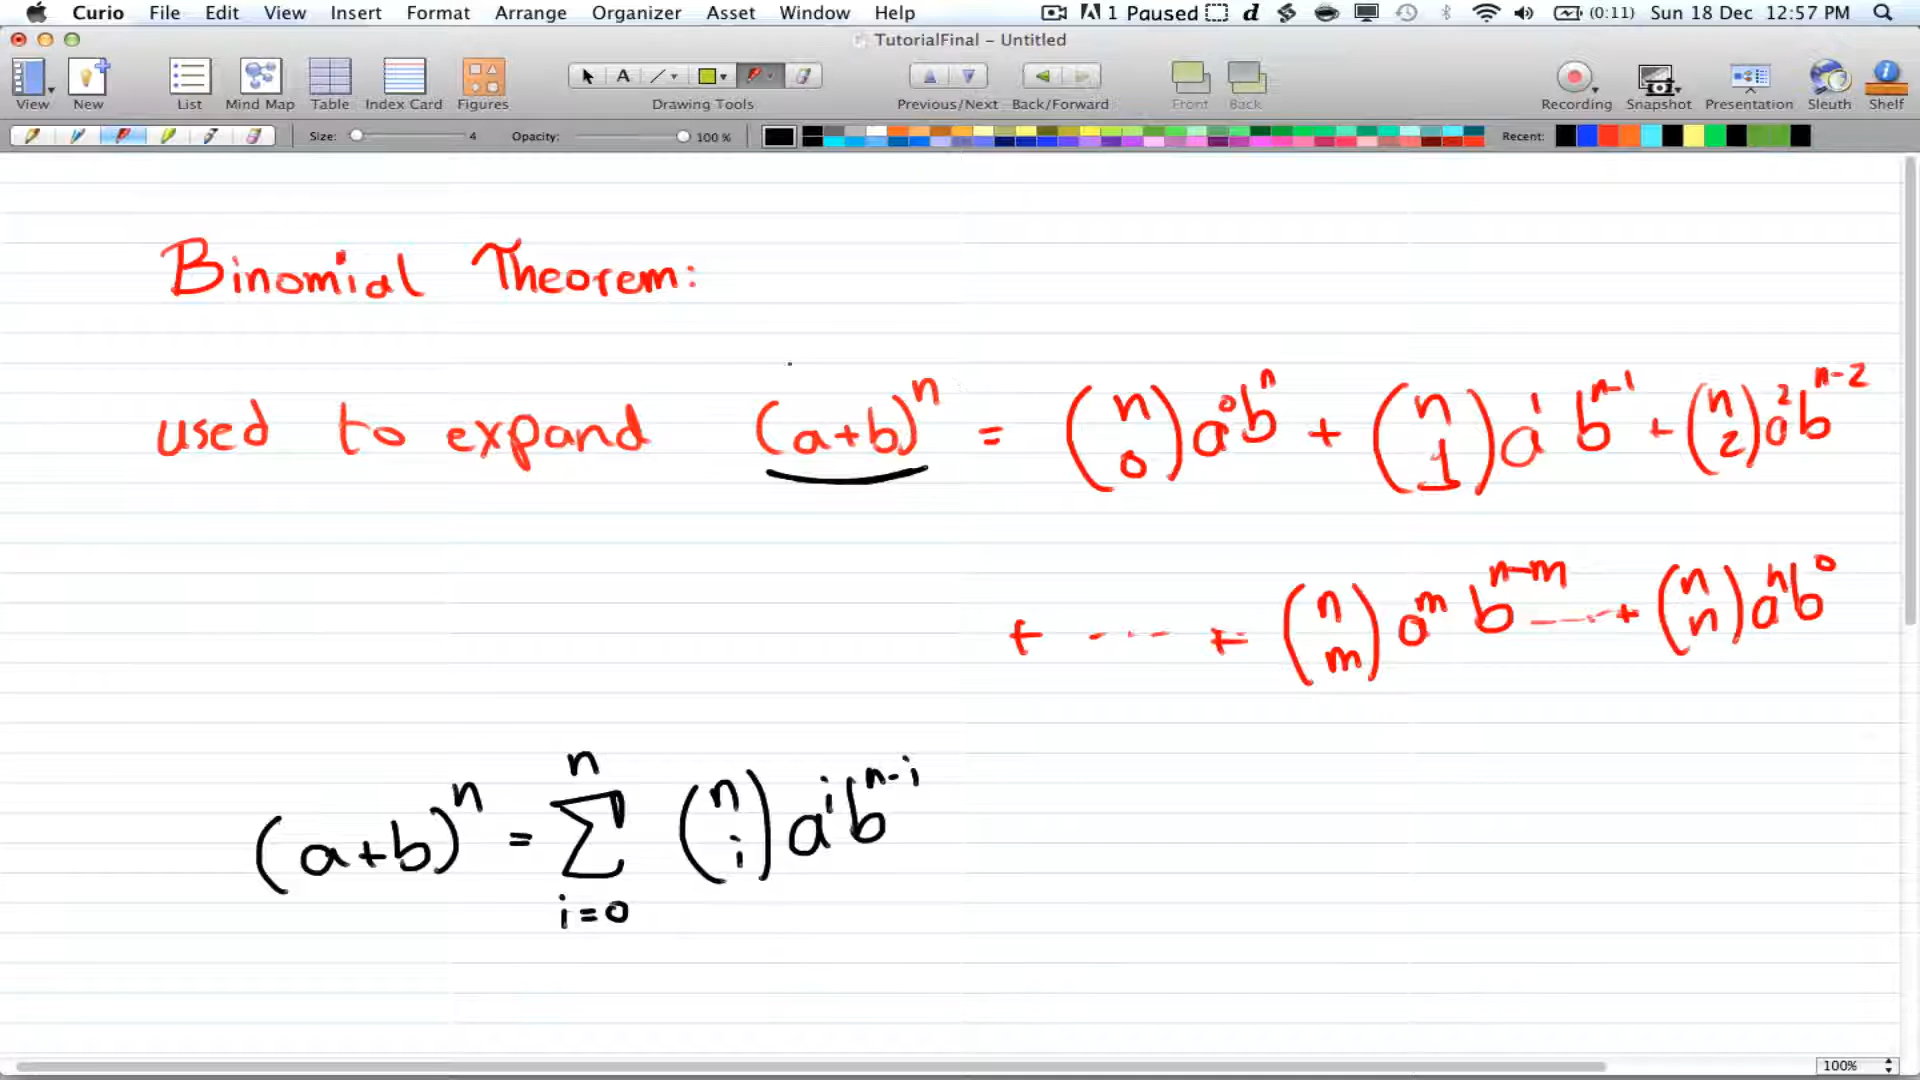 Curio File Edit View Insert Format Arrange Organizer Asset Window Help 1 Paused (0:11) Sun 18 Dec 12:57 PM
TutorialFinal – Untitled
View New List Mind Map Table Index Card Figures Drawing Tools Previous/Next Back/Forward Front Back Recording Snapshot Presentation Sleuth Shelf
Size: 4 Opacity: 100 % Recent:
Binomial Theorem:
used to expand (a+b)^n = (n 0) a^0 b^n + (n 1) a^1 b^{n-1} + (n 2) a^2 b^{n-2}
+ ---- + (n m) a^m b^{n-m} ---- + (n n) a^n b^0
(a+b)^n = ∑_{i=0}^{n} (n i) a^i b^{n-i}
100%